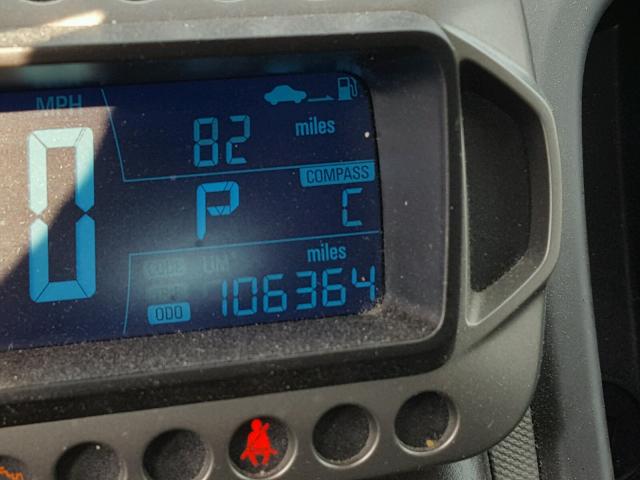 MPH
82 miles
COMPASS
0 P C
miles
ODO 106364